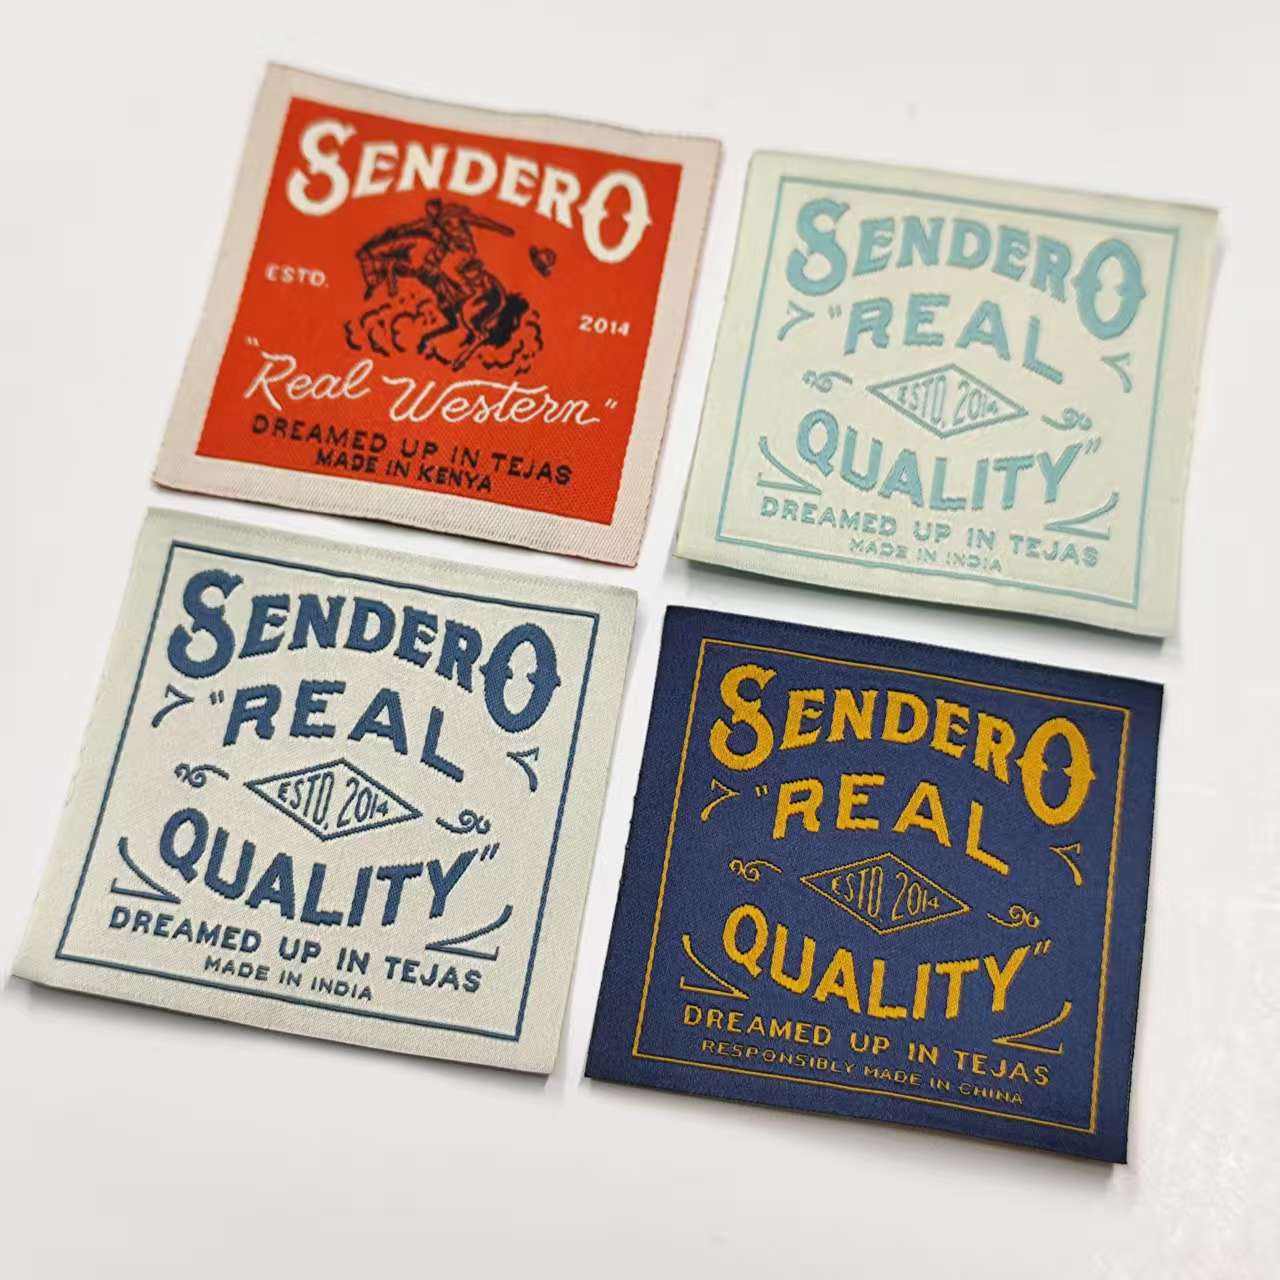 SENDERO
ESTD.
2014
"Real Western"
DREAMED UP IN TEJAS
MADE IN KENYA
SENDERO
"REAL
ESTD. 2014
QUALITY"
DREAMED UP IN TEJAS
MADE IN INDIA
SENDERO
"REAL
ESTD. 2014
QUALITY"
DREAMED UP IN TEJAS
MADE IN INDIA
SENDERO
"REAL
ESTD. 2014
QUALITY"
DREAMED UP IN TEJAS
RESPONSIBLY MADE IN CHINA